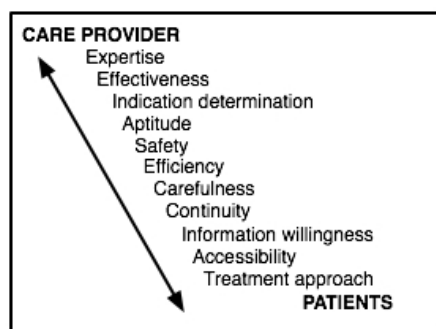 CARE PROVIDER
Expertise
Effectiveness
Indication determination
Aptitude
Safety
Efficiency
Carefulness
Continuity
Information willingness
Accessibility
Treatment approach
PATIENTS